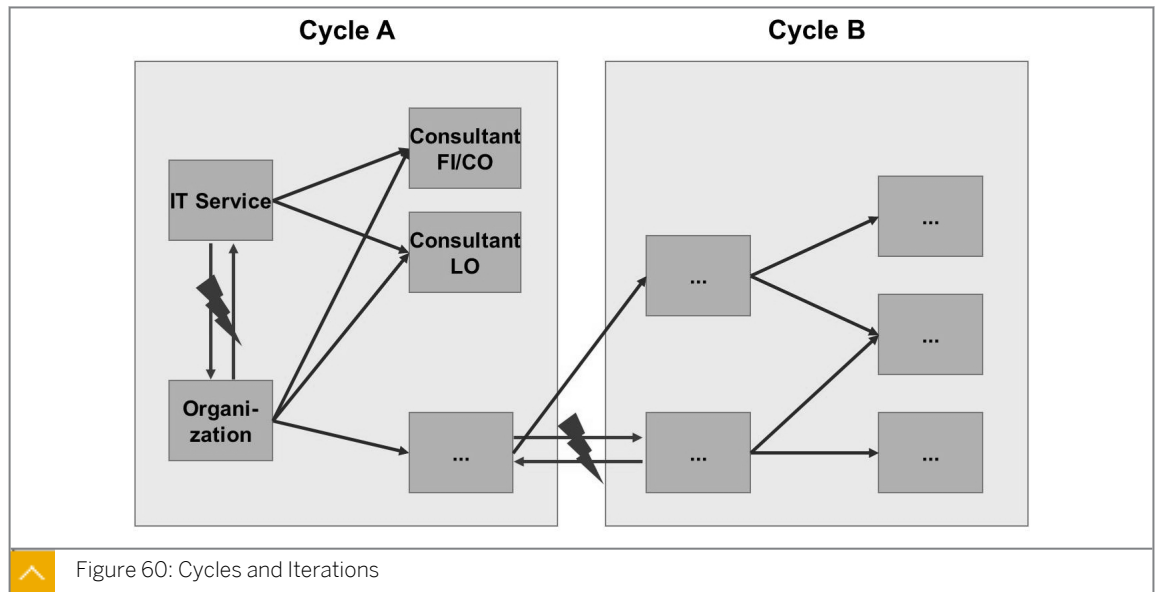 Cycle A
Cycle B
Consultant
FI/CO
IT Service
Consultant
LO
...
...
...
Organi-
zation
...
...
...
Figure 60: Cycles and Iterations